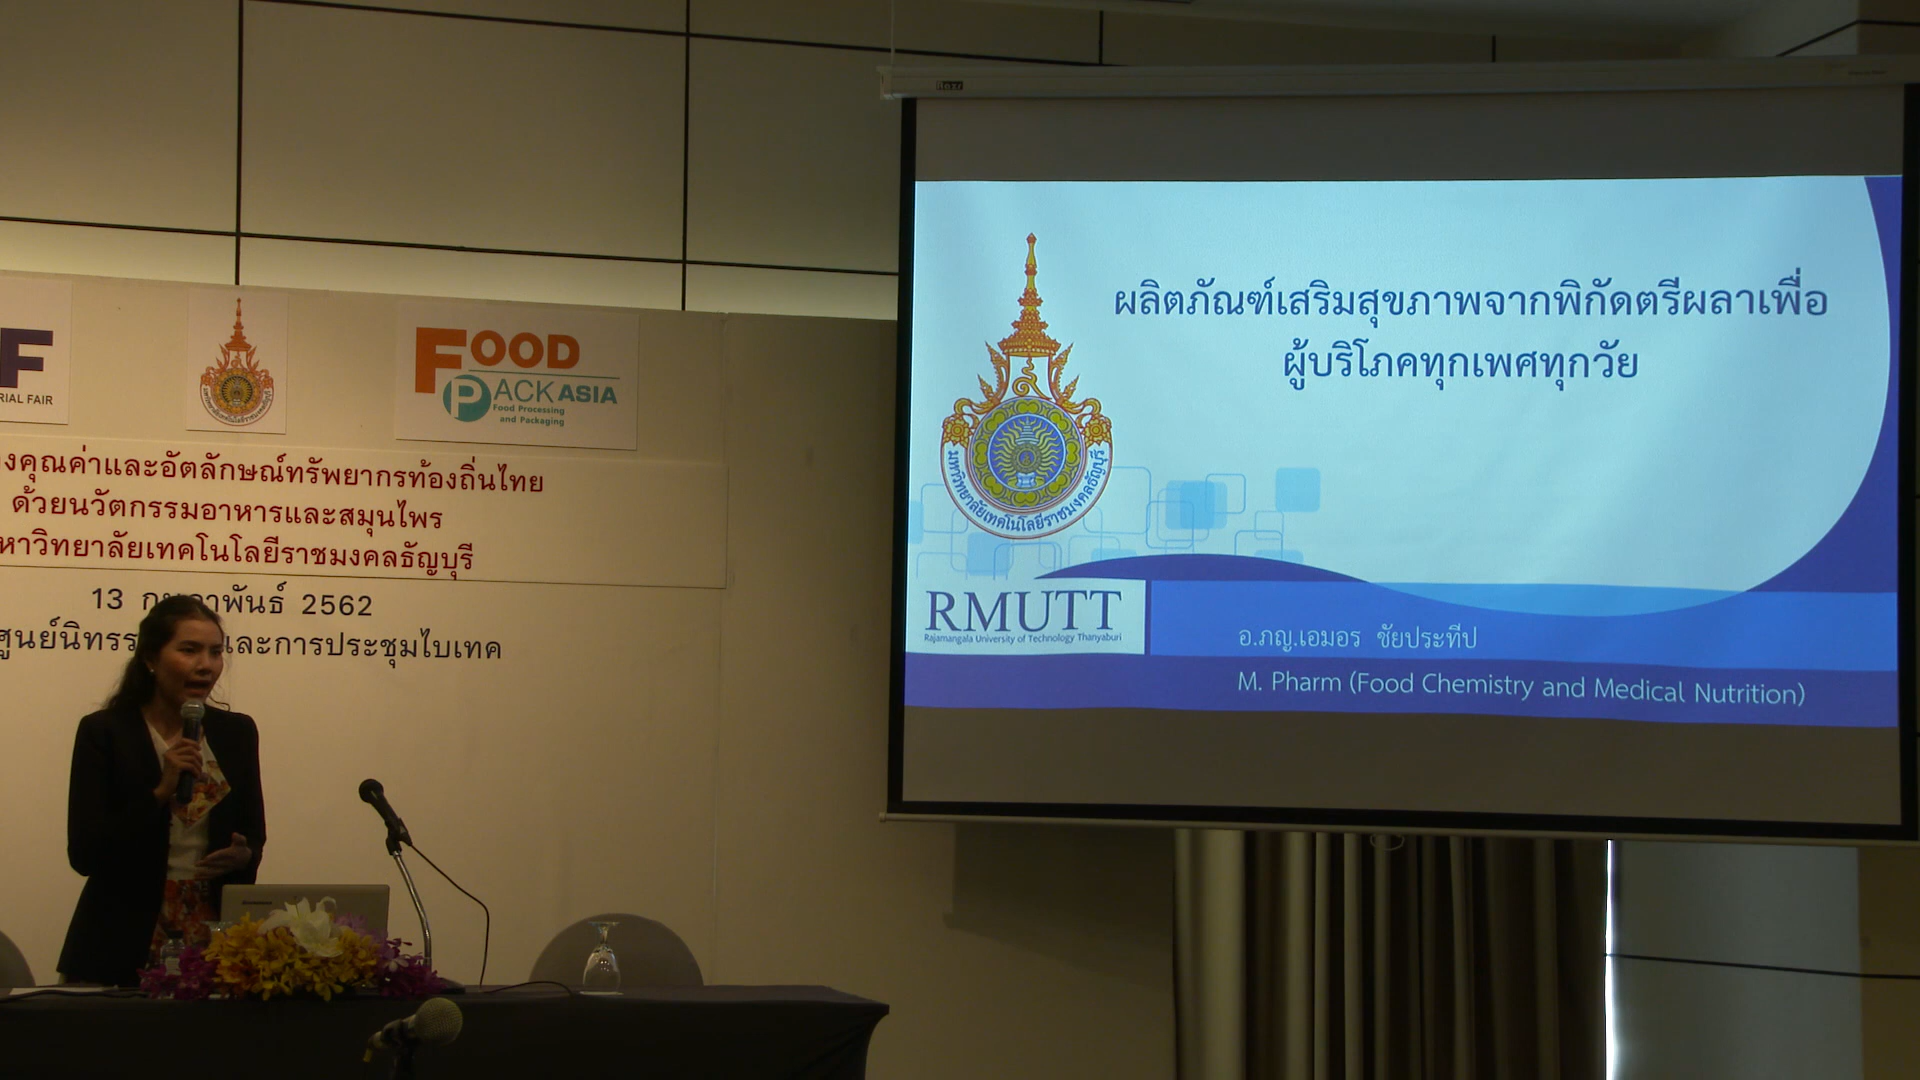 F
RIAL FAIR
FOOD
PACK ASIA
Food Processing
and Packaging
คุณค่าและอัตลักษณ์ทรัพยากรท้องถิ่นไทย
ด้วยนวัตกรรมอาหารและสมุนไพร
หาวิทยาลัยเทคโนโลยีราชมงคลธัญบุรี
13 กุมภาพันธ์ 2562
และการประชุมไบเทค
ผลิตภัณฑ์เสริมสุขภาพจากพิกัดตรีผลาเพื่อ
ผู้บริโภคทุกเพศทุกวัย
มหาวิทยาลัยเทคโนโลยีราชมงคลธัญบุรี
RMUTT
Rajamangala University of Technology Thanyaburi
อ.ภญ.เอมอร ชัยประทีป
M. Pharm (Food Chemistry and Medical Nutrition)